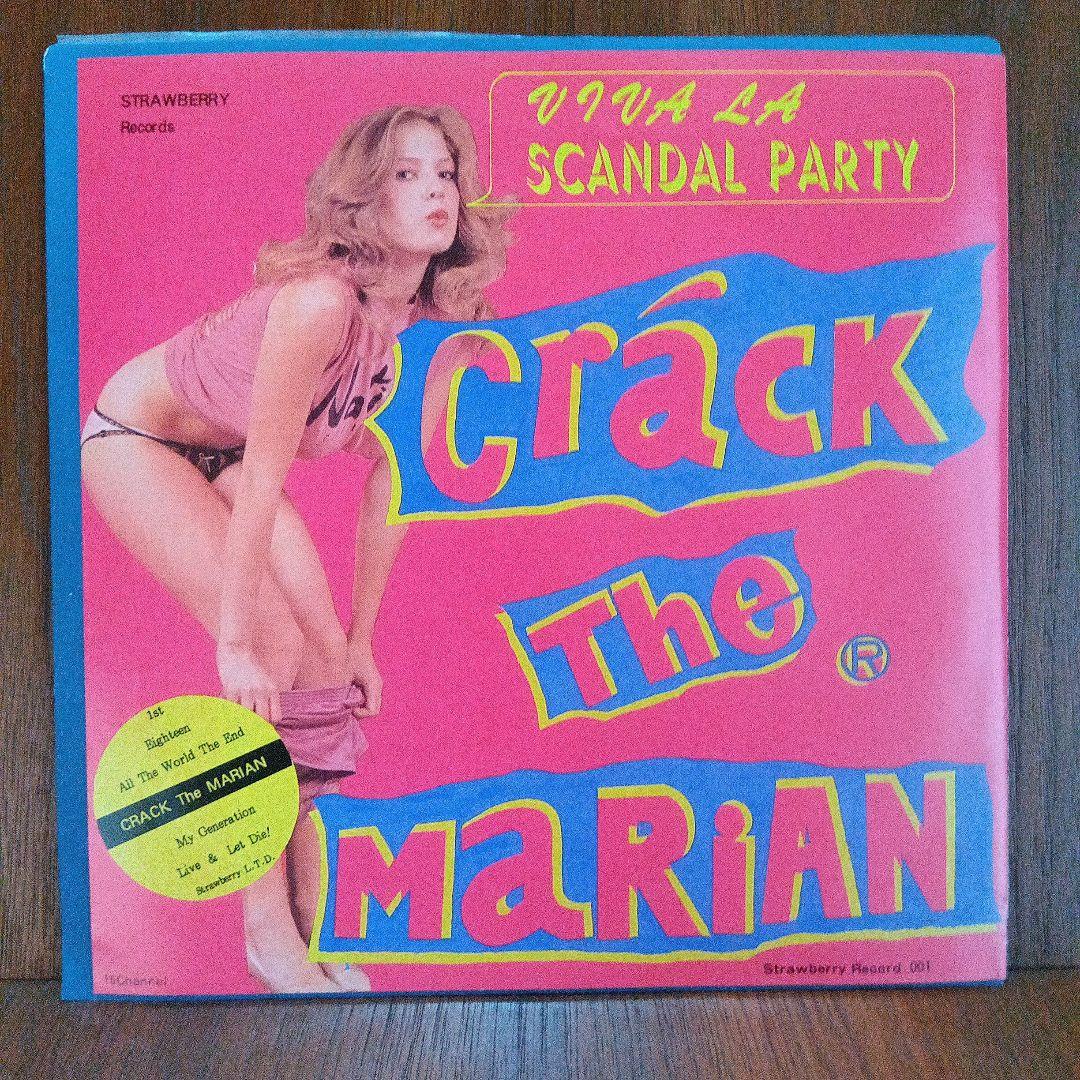 STRAWBERRY
Records
VIVA LA
SCANDAL PARTY
Crack
The
®
MARiAN
1st
Eighteen
All The World The End
CRACK The MARIAN
My Generation
Live & Let Die!
Strawberry L.T.D.
Strawberry Record 001